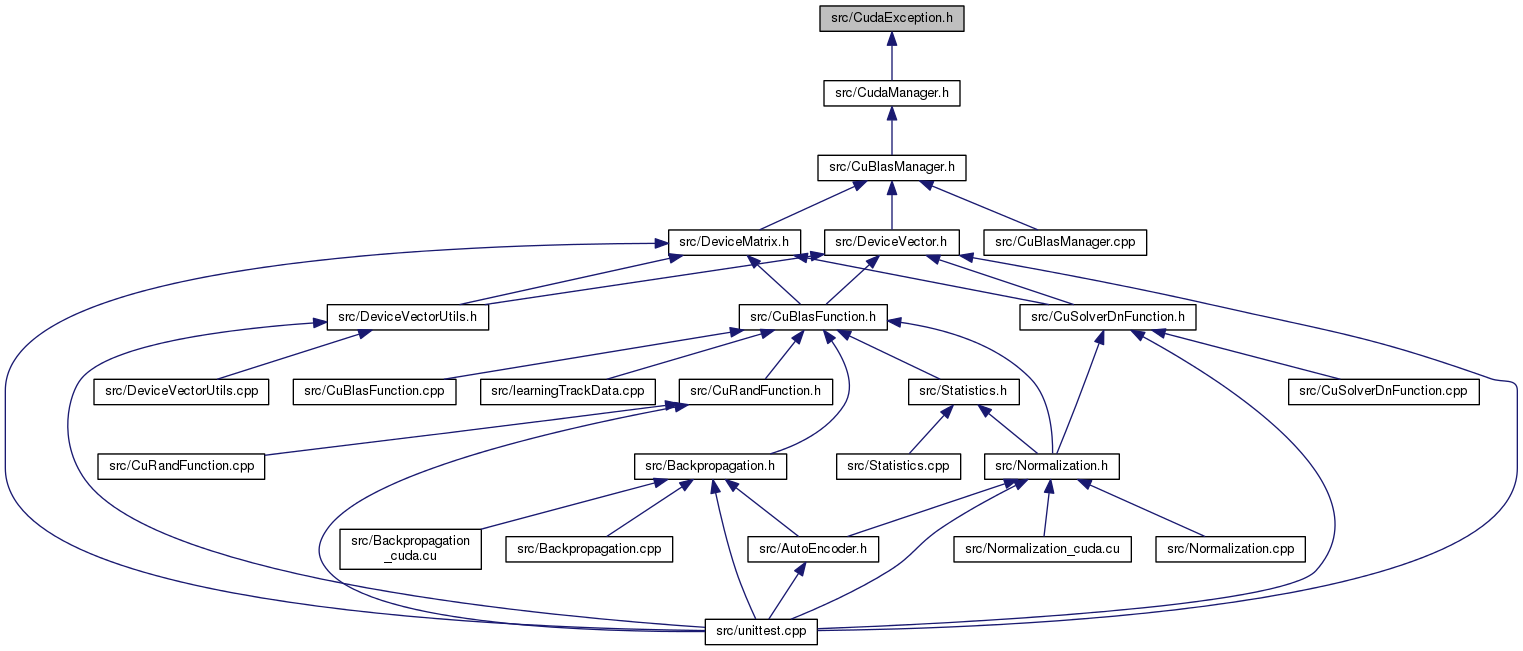 src/CudaException.h
src/CudaManager.h
src/CuBlasManager.h
src/DeviceMatrix.h
src/DeviceVector.h
src/CuBlasManager.cpp
src/DeviceVectorUtils.h
src/CuBlasFunction.h
src/CuSolverDnFunction.h
src/DeviceVectorUtils.cpp
src/CuBlasFunction.cpp
src/learningTrackData.cpp
src/CuRandFunction.h
src/Statistics.h
src/CuSolverDnFunction.cpp
src/CuRandFunction.cpp
src/Backpropagation.h
src/Statistics.cpp
src/Normalization.h
src/Backpropagation
_cuda.cu
src/Backpropagation.cpp
src/AutoEncoder.h
src/Normalization_cuda.cu
src/Normalization.cpp
src/unittest.cpp